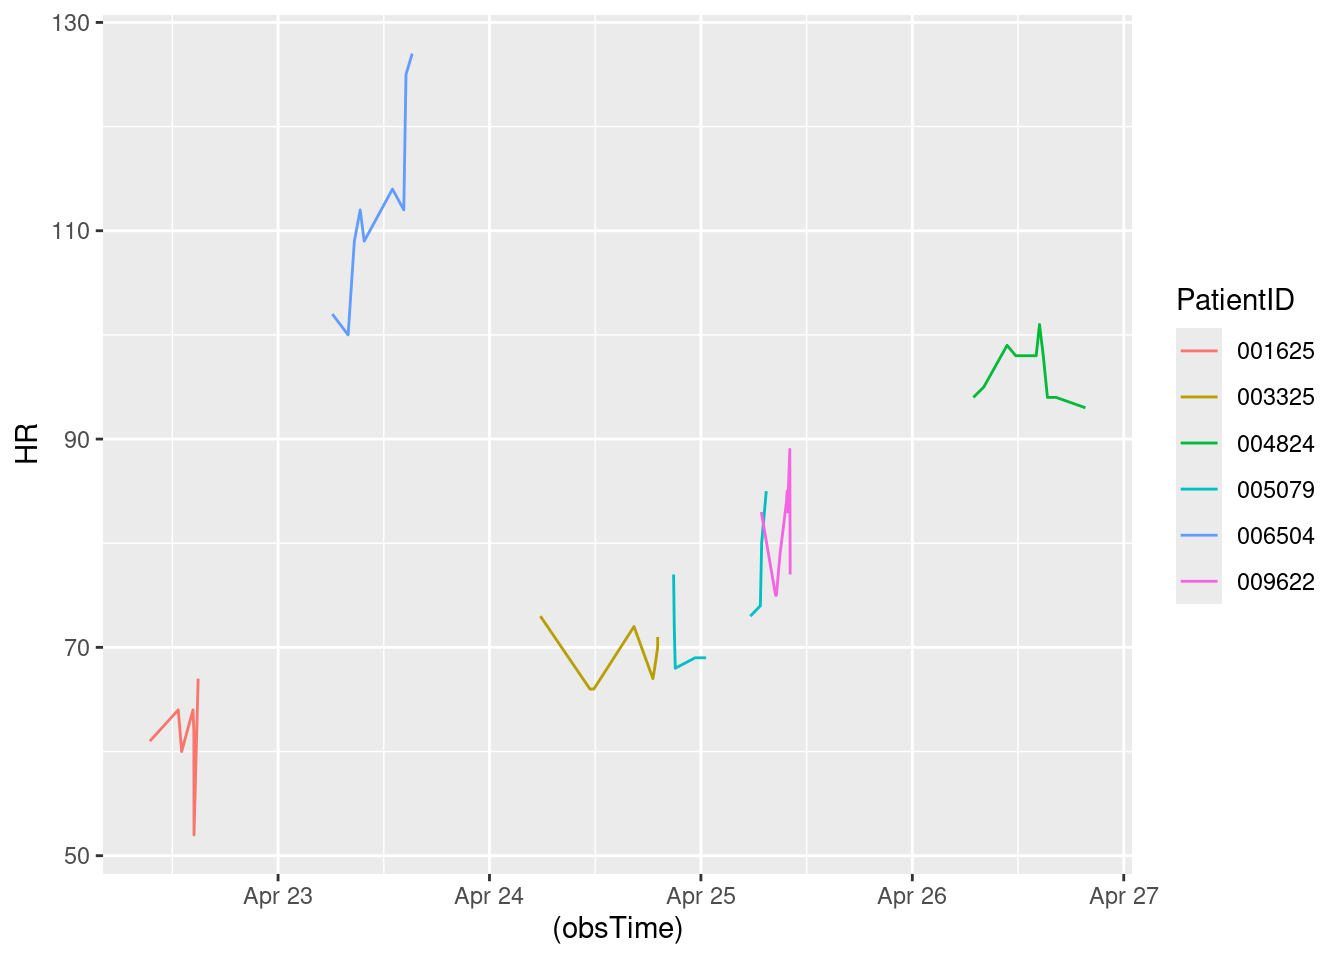 130
110
90
70
50
HR
Apr 23
Apr 24
Apr 25
Apr 26
Apr 27
(obsTime)
PatientID
001625
003325
004824
005079
006504
009622